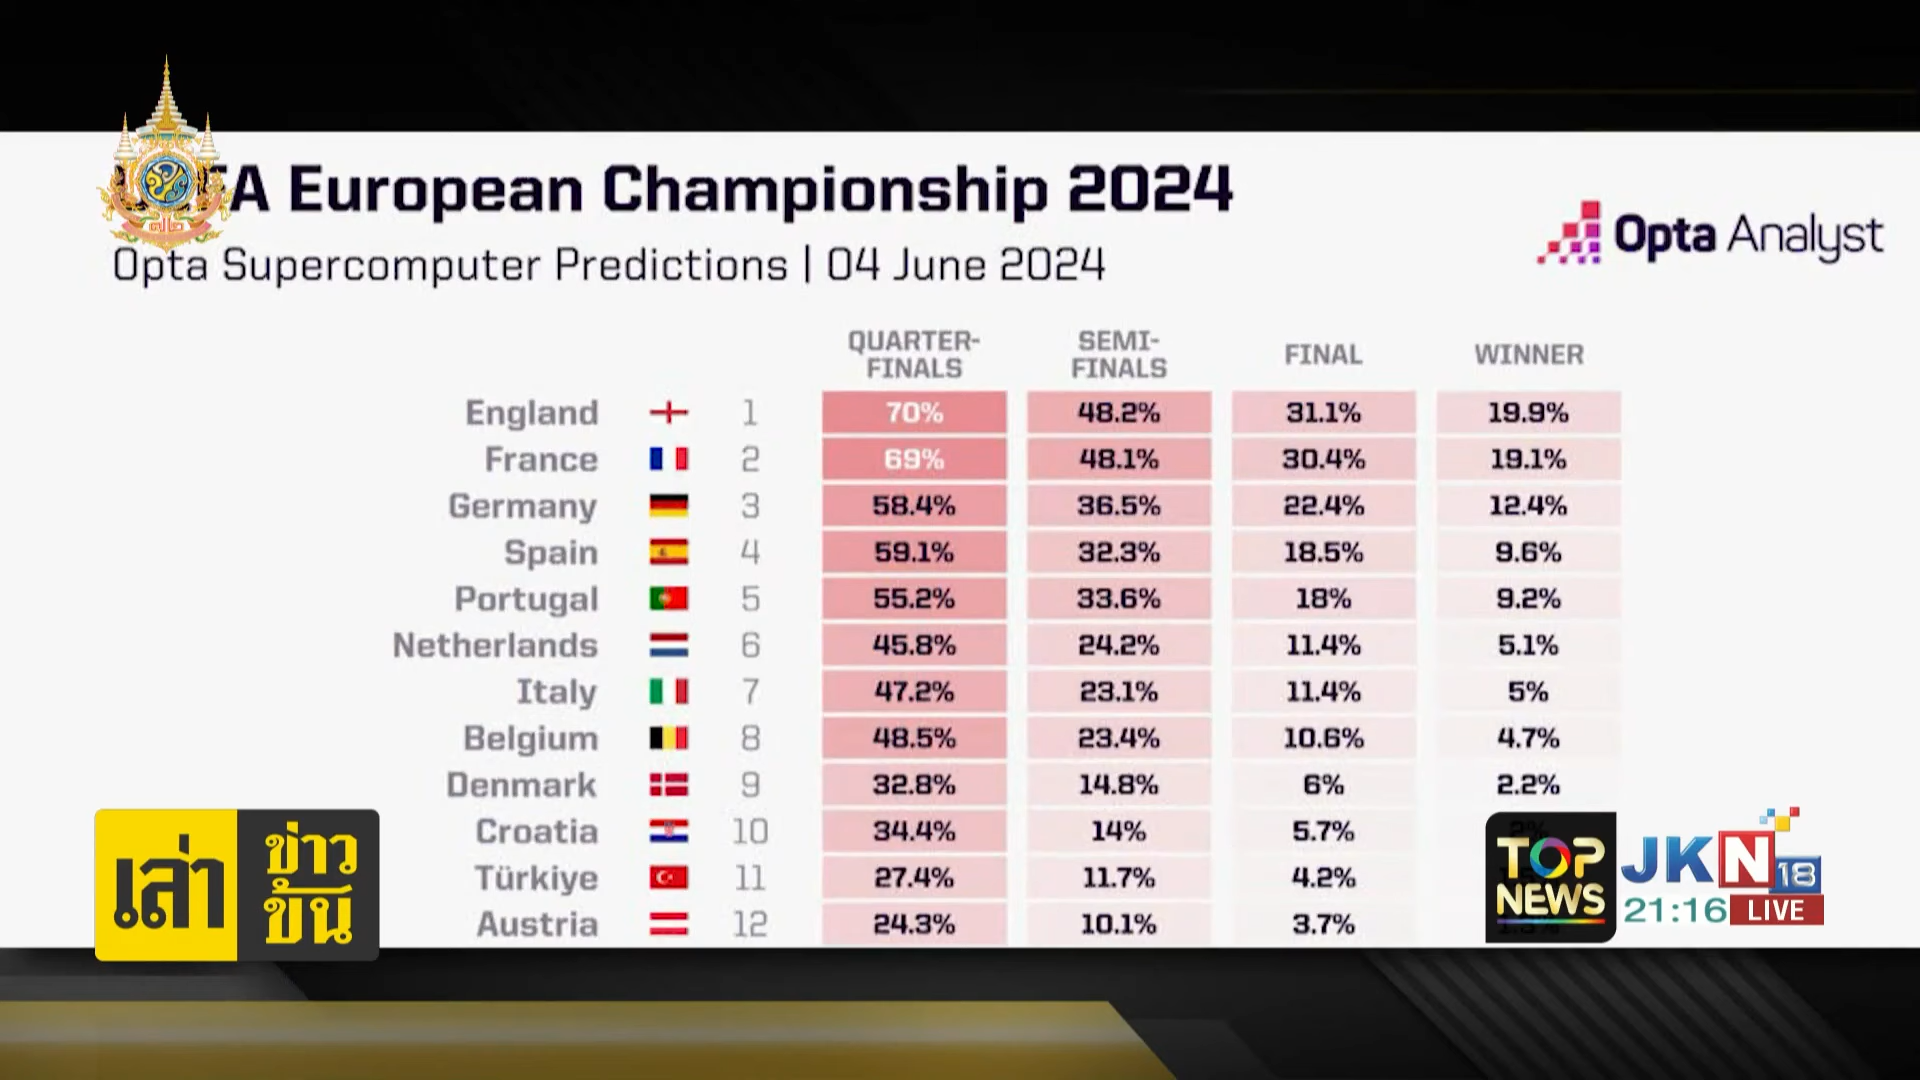 A European Championship 2024
Opta Supercomputer Predictions | 04 June 2024
Opta Analyst
QUARTER-FINALS SEMI-FINALS FINAL WINNER
England 1 70% 48.2% 31.1% 19.9%
France 2 69% 48.1% 30.4% 19.1%
Germany 3 58.4% 36.5% 22.4% 12.4%
Spain 4 59.1% 32.3% 18.5% 9.6%
Portugal 5 55.2% 33.6% 18% 9.2%
Netherlands 6 45.8% 24.2% 11.4% 5.1%
Italy 7 47.2% 23.1% 11.4% 5%
Belgium 8 48.5% 23.4% 10.6% 4.7%
Denmark 9 32.8% 14.8% 6% 2.2%
Croatia 10 34.4% 14% 5.7%
Türkiye 11 27.4% 11.7% 4.2%
Austria 12 24.3% 10.1% 3.7%
เล่า
ข่าว
ข้น
TOP
NEWS
JKN18
21:16 LIVE